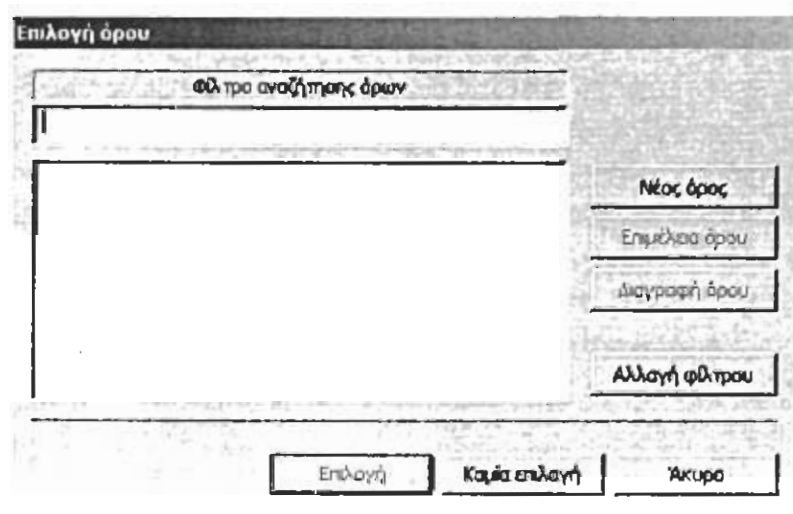 Επιλογή όρου
Φίλτρο αναζήτησης όρων
Νέος όρος
Επιμέλεια όρου
Διαγραφή όρου
Αλλαγή φίλτρου
Επιλογή
Καμία επιλογή
Άκυρο